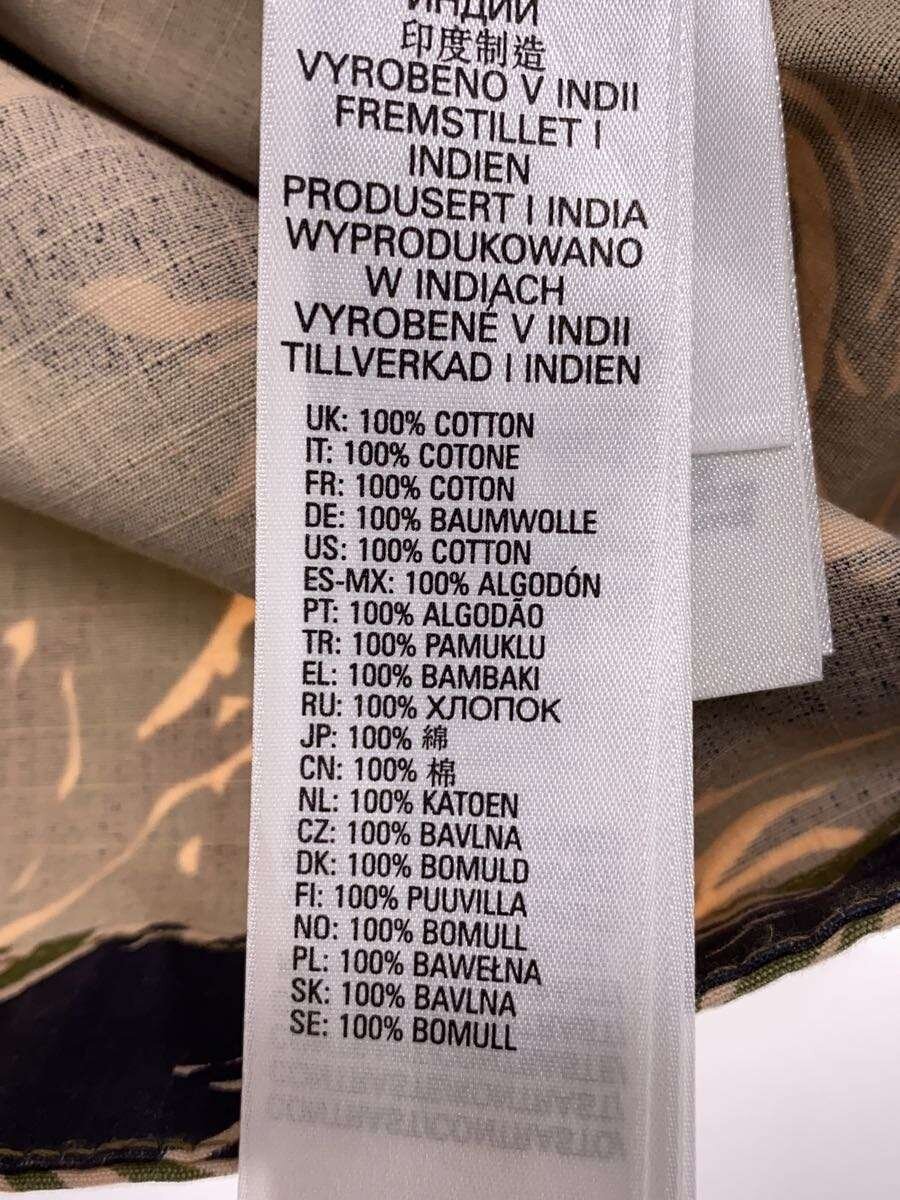 ИНДИИ
印度制造
VYROBENO V INDII
FREMSTILLET I
INDIEN
PRODUSERT I INDIA
WYPRODUKOWANO
W INDIACH
VYROBENÉ V INDII
TILLVERKAD I INDIEN
UK: 100% COTTON
IT: 100% COTONE
FR: 100% COTON
DE: 100% BAUMWOLLE
US: 100% COTTON
ES-MX: 100% ALGODÓN
PT: 100% ALGODÃO
TR: 100% PAMUKLU
EL: 100% BAMBAKI
RU: 100% ХЛОПОК
JP: 100% 綿
CN: 100% 棉
NL: 100% KATOEN
CZ: 100% BAVLNA
DK: 100% BOMULD
FI: 100% PUUVILLA
NO: 100% BOMULL
PL: 100% BAWEŁNA
SK: 100% BAVLNA
SE: 100% BOMULL